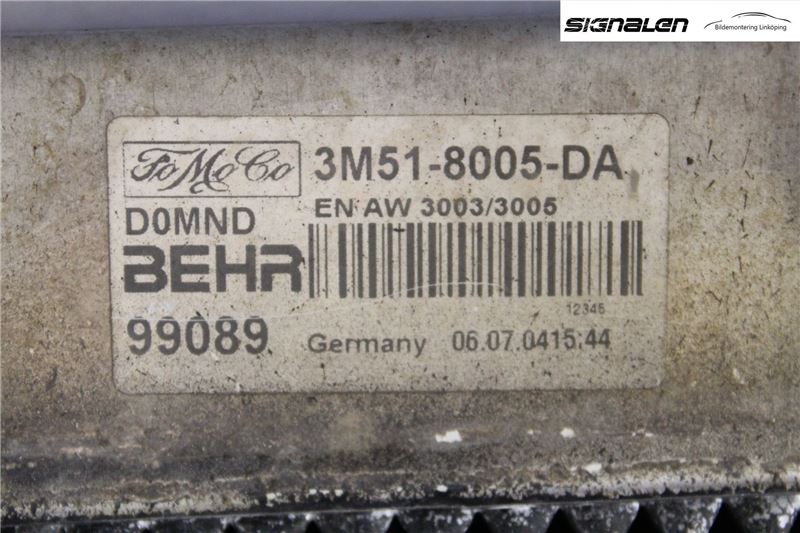 SIGNALEN
Bildemontering Linköping
FoMoCo 3M51-8005-DA
D0MND
EN AW 3003/3005
BEHR
12345
99089
Germany 06.07.0415:44